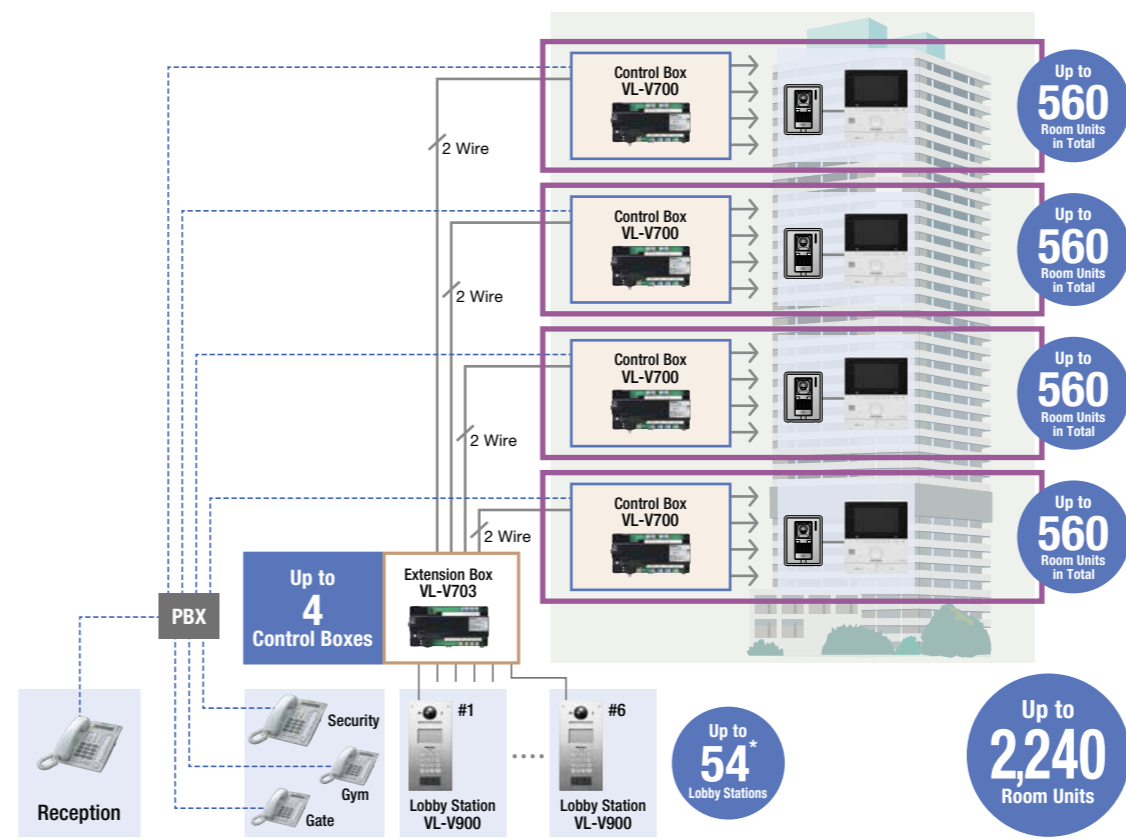 Control Box
VL-V700
Up to
560
Room Units
in Total
2 Wire
Control Box
VL-V700
Up to
560
Room Units
in Total
2 Wire
Control Box
VL-V700
Up to
560
Room Units
in Total
2 Wire
Control Box
VL-V700
Up to
560
Room Units
in Total
2 Wire
Up to
4
Control Boxes
Extension Box
VL-V703
PBX
Reception
Security
Gym
Gate
#1
Lobby Station
VL-V900
....
#6
Lobby Station
VL-V900
Up to
54*
Lobby Stations
Up to
2,240
Room Units